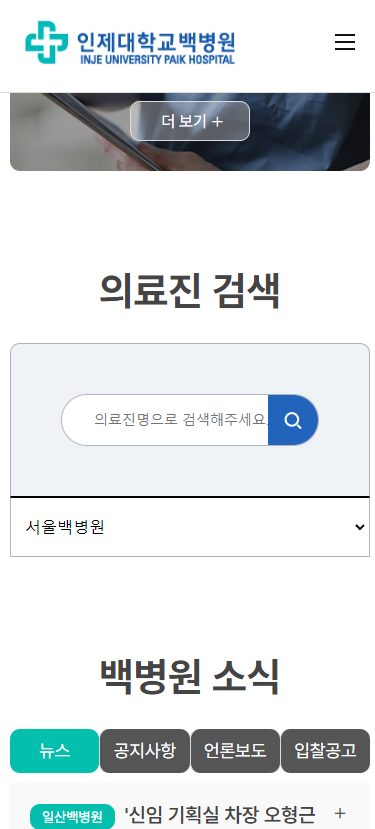 인제대학교백병원
INJE UNIVERSITY PAIK HOSPITAL
더 보기 +
의료진 검색
의료진명으로 검색해주세요.
서울백병원
백병원 소식
뉴스 공지사항 언론보도 입찰공고
일산백병원 '신임 기획실 차장 오형근 +